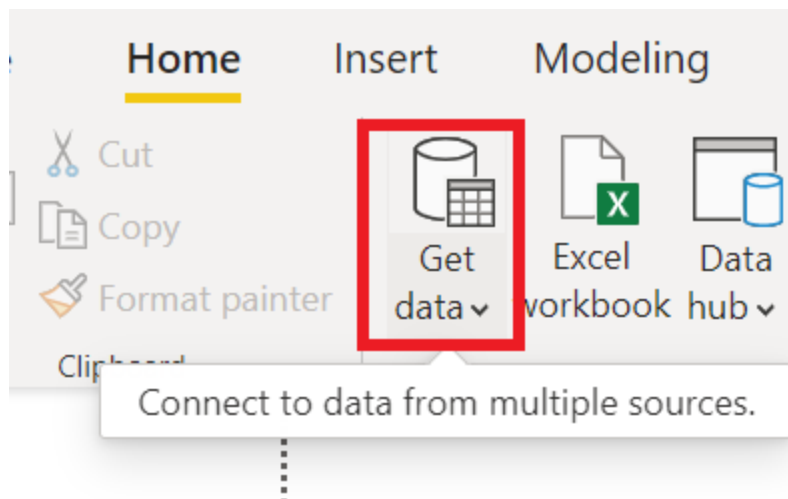 Home Insert Modeling
Cut
Copy
Format painter
Get data
Excel workbook
Data hub
Connect to data from multiple sources.